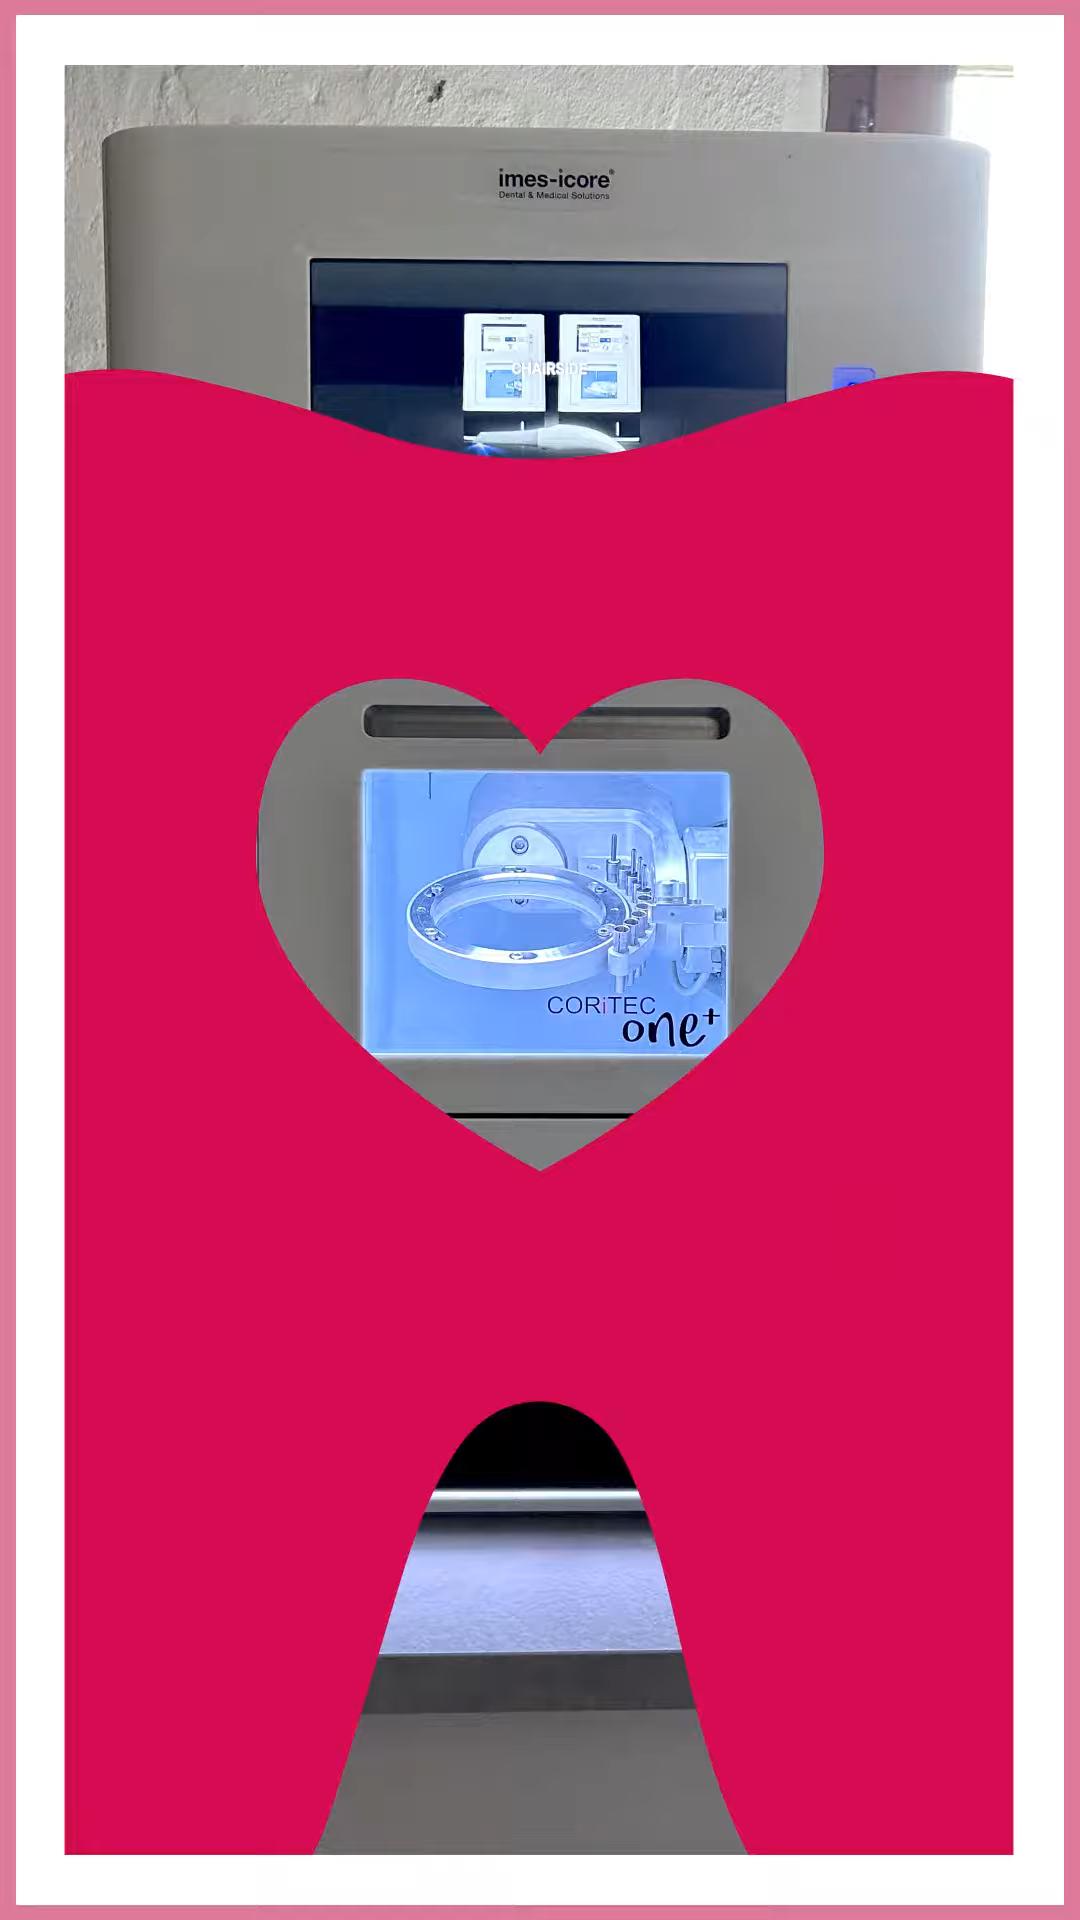 imes-icore®
Dental & Medical Solutions
CHAIRSIDE
CORiTEC
one+